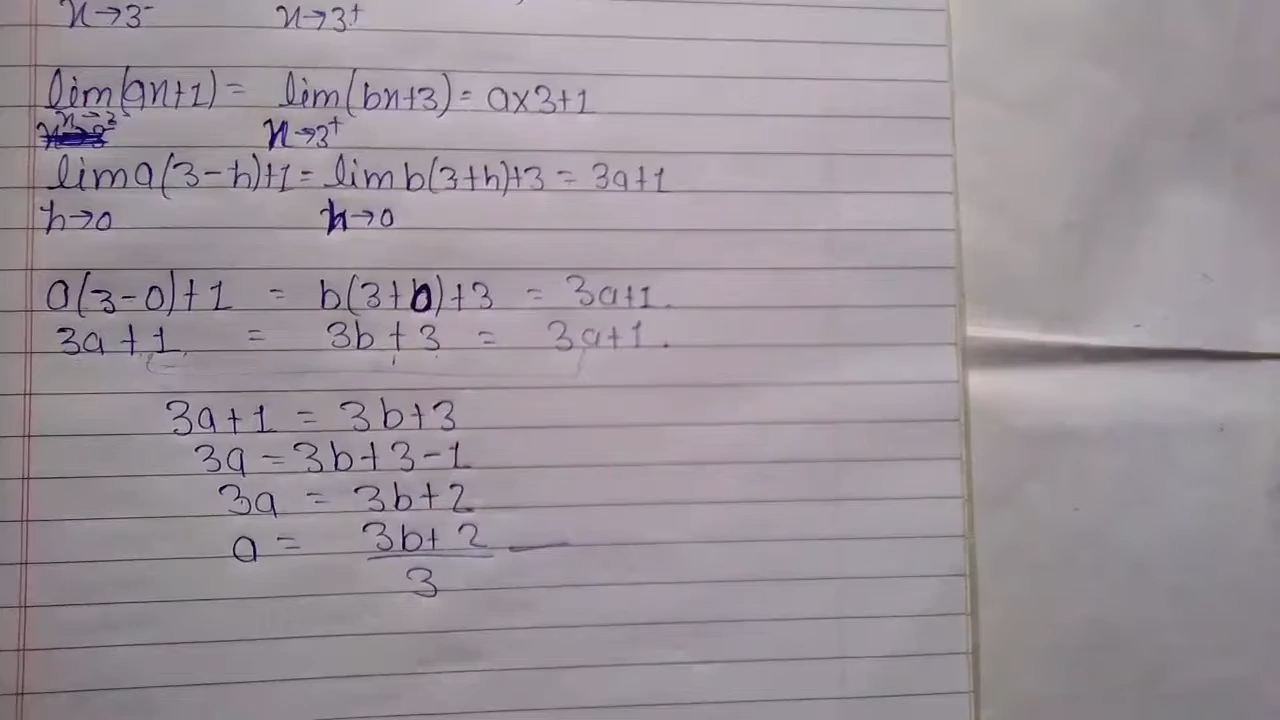 x→3⁻ x→3⁺
lim(ax+1) = lim(bx+3) = a×3+1
x→3⁻ x→3⁺
lim a(3-h)+1 = lim b(3+h)+3 = 3a+1
h→0 h→0
a(3-0)+1 = b(3+0)+3 = 3a+1.
3a+1 = 3b+3 = 3a+1.
3a+1 = 3b+3
3a = 3b+3-1
3a = 3b+2
a = 3b+2
3